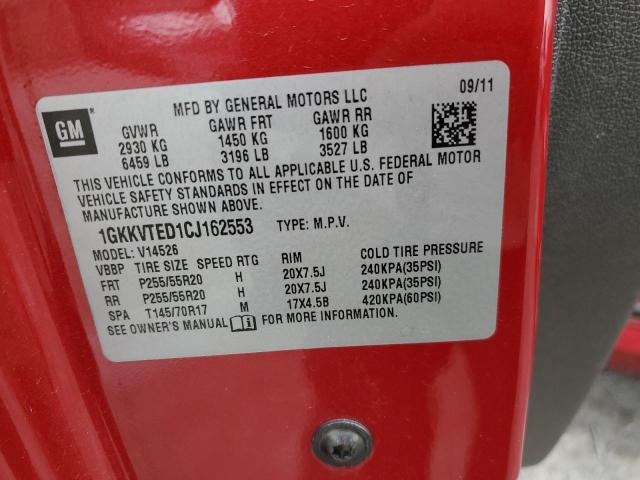 MFD BY GENERAL MOTORS LLC 09/11
GM
GVWR GAWR FRT GAWR RR
2930 KG 1450 KG 1600 KG
6459 LB 3196 LB 3527 LB
THIS VEHICLE CONFORMS TO ALL APPLICABLE U.S. FEDERAL MOTOR
VEHICLE SAFETY STANDARDS IN EFFECT ON THE DATE OF
MANUFACTURE SHOWN ABOVE.
1GKKVTED1CJ162553 TYPE: M.P.V.
MODEL: V14526
VBBP TIRE SIZE SPEED RTG RIM COLD TIRE PRESSURE
FRT P255/55R20 H 20X7.5J 240KPA(35PSI)
RR P255/55R20 H 20X7.5J 240KPA(35PSI)
SPA T145/70R17 M 17X4.5B 420KPA(60PSI)
SEE OWNER'S MANUAL FOR MORE INFORMATION.